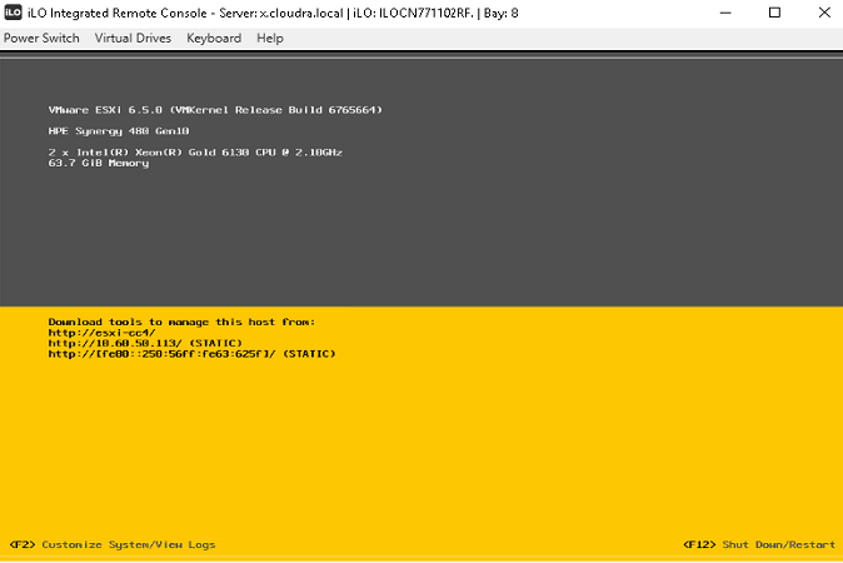 iLO iLO Integrated Remote Console - Server: x.cloudra.local | iLO: ILOCN771102RF. | Bay: 8
Power Switch Virtual Drives Keyboard Help
VMware ESXi 6.5.0 (VMKernel Release Build 6765664)
HPE Synergy 480 Gen10
2 x Intel(R) Xeon(R) Gold 6130 CPU @ 2.10GHz
63.7 GiB Memory
Download tools to manage this host from:
http://esxi-cc4/
http://10.60.50.113/ (STATIC)
http://[fe80::250:56ff:fe63:625f]/ (STATIC)
<F2> Customize System/View Logs
<F12> Shut Down/Restart